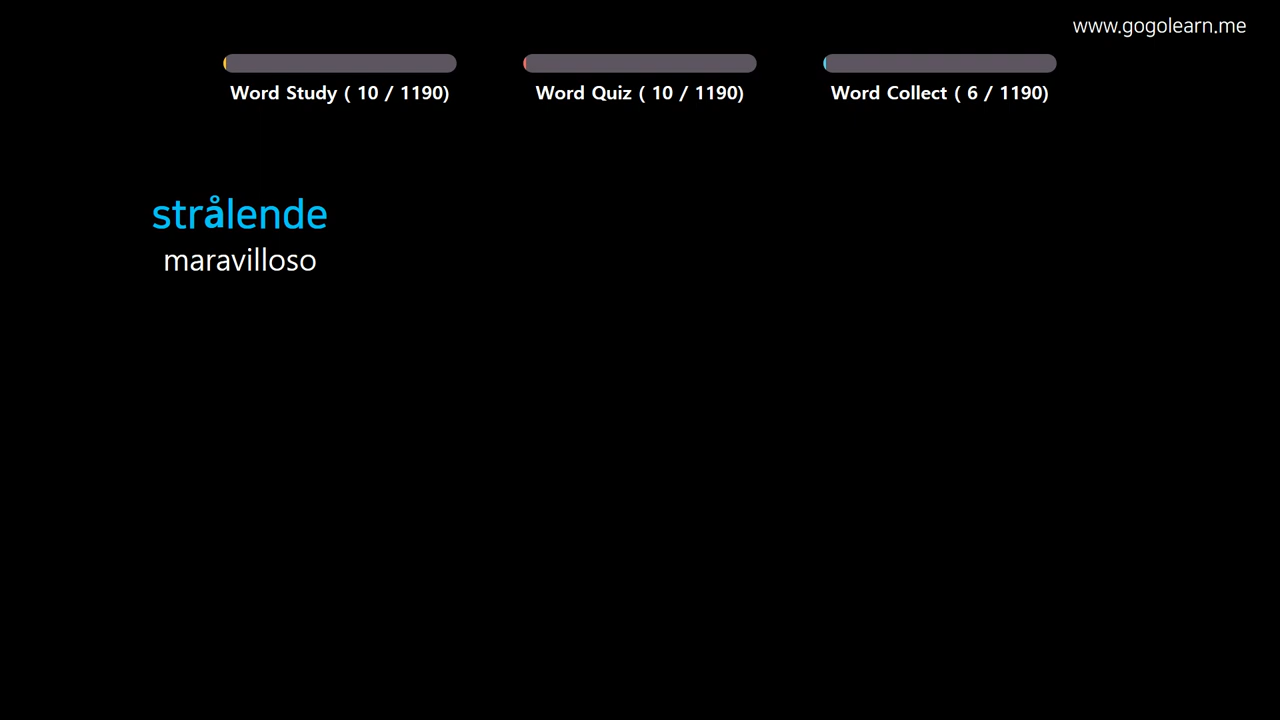 www.gogolearn.me
Word Study ( 10 / 1190)
Word Quiz ( 10 / 1190)
Word Collect ( 6 / 1190)
strålende
maravilloso